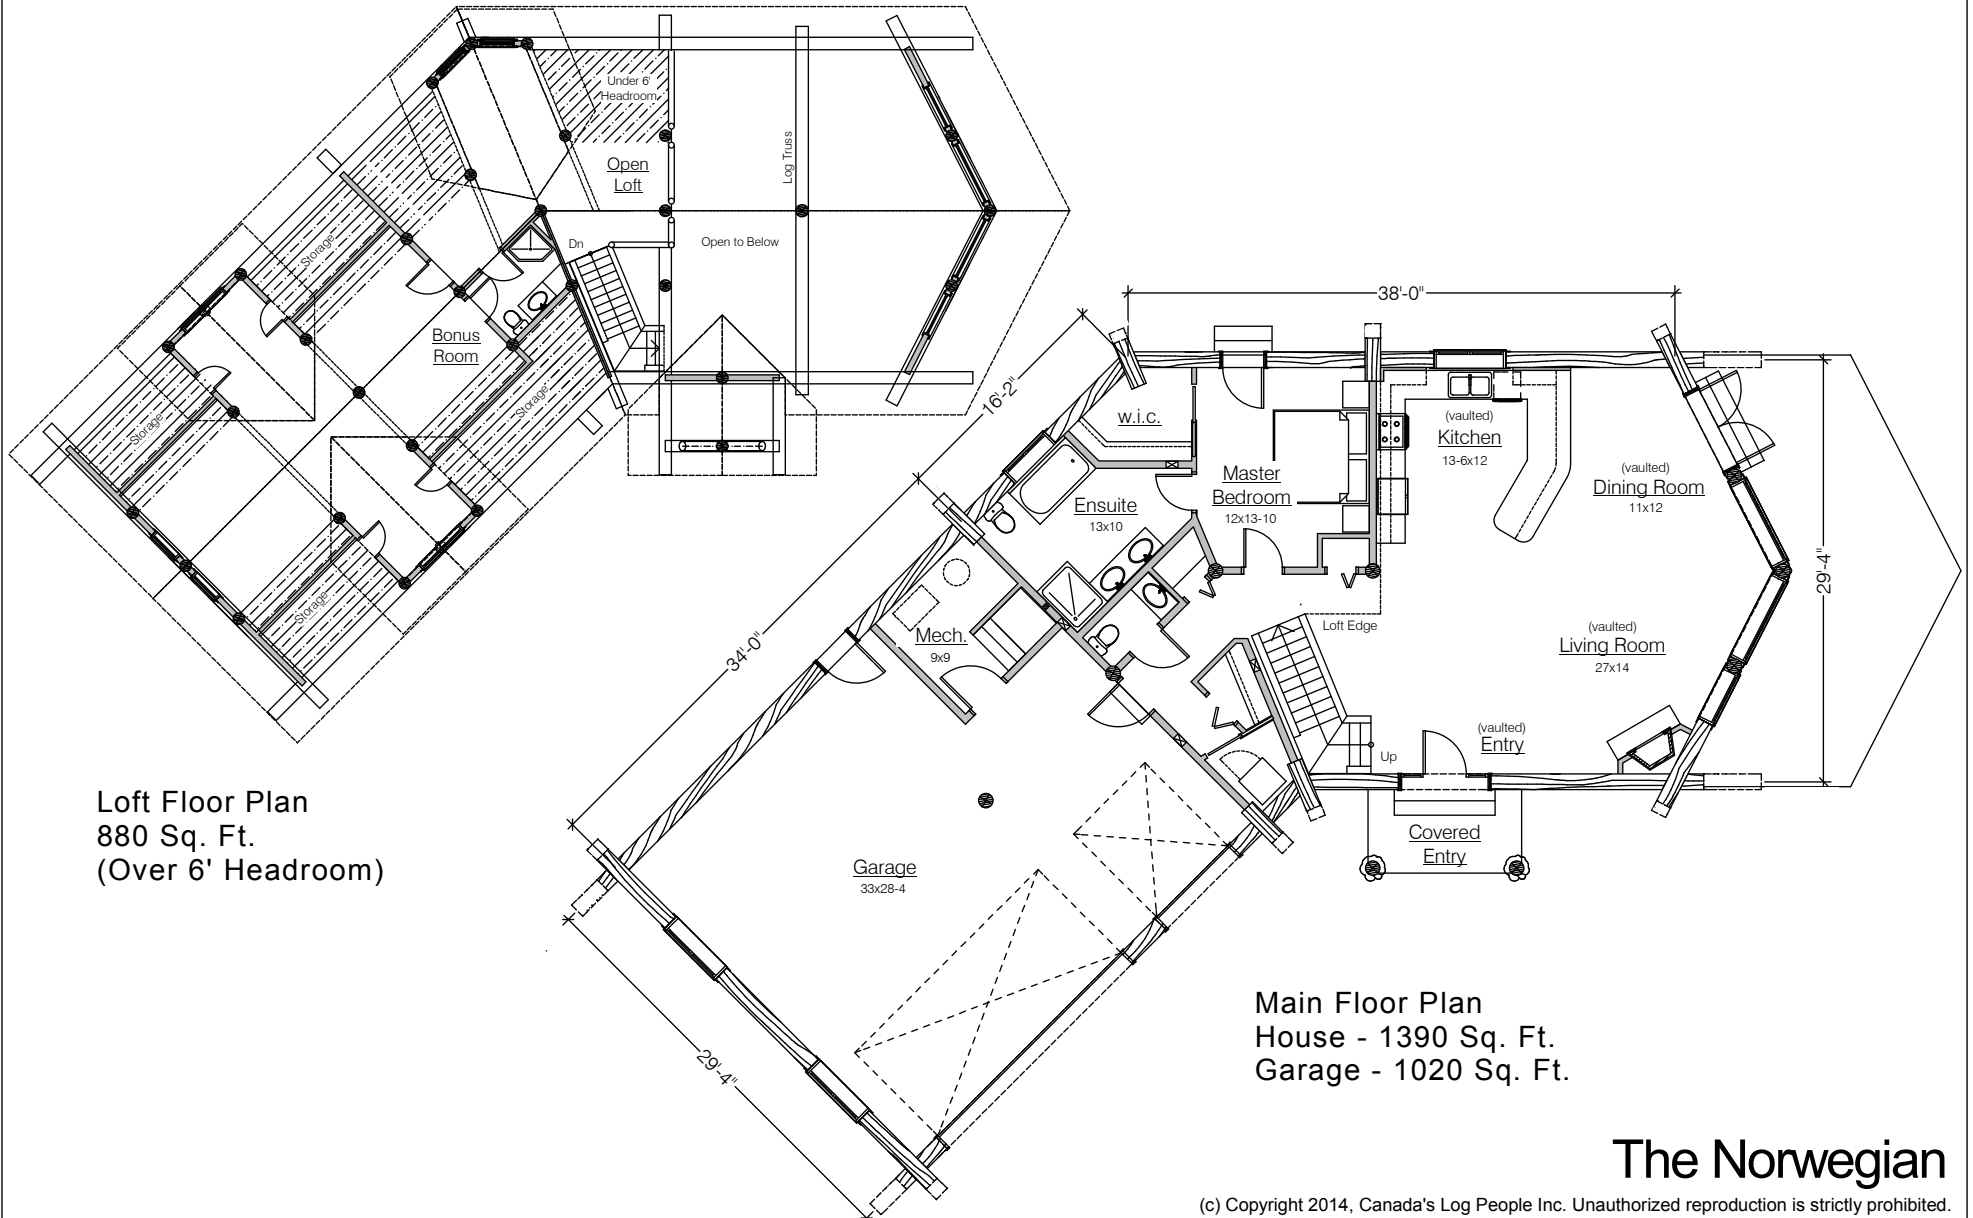 Under 6'
Headroom
Open
Loft
Log Truss
Open to Below
Dn
Storage
Bonus
Room
Storage
Storage
Storage
Loft Floor Plan
880 Sq. Ft.
(Over 6' Headroom)
38'-0"
16'-2"
34'-0"
29'-4"
29'-4"
w.i.c.
Master
Bedroom
12x13-10
Ensuite
13x10
Mech.
9x9
(vaulted)
Kitchen
13-6x12
(vaulted)
Dining Room
11x12
Loft Edge
(vaulted)
Living Room
27x14
(vaulted)
Entry
Up
Covered
Entry
Garage
33x28-4
Main Floor Plan
House - 1390 Sq. Ft.
Garage - 1020 Sq. Ft.
The Norwegian
(c) Copyright 2014, Canada's Log People Inc. Unauthorized reproduction is strictly prohibited.